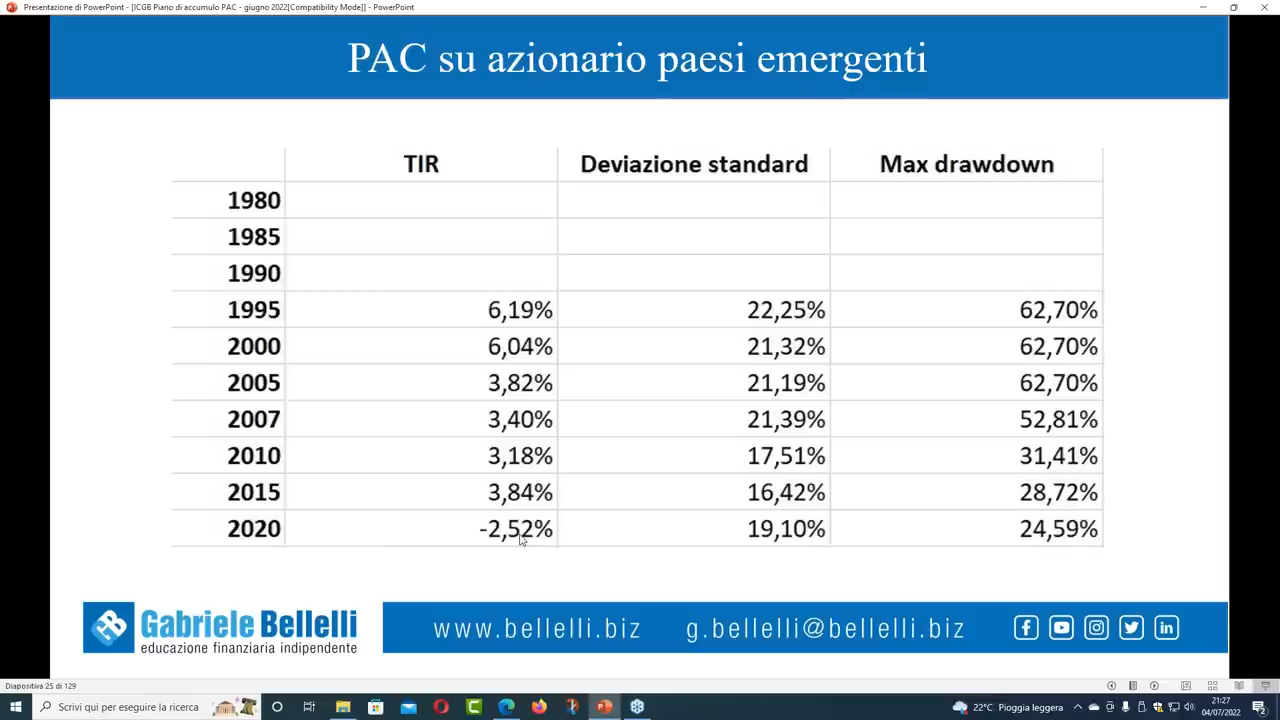 Presentazione di PowerPoint - [ICGB Piano di accumulo PAC - giugno 2022[Compatibility Mode]] - PowerPoint
PAC su azionario paesi emergenti
TIR Deviazione standard Max drawdown
1980
1985
1990
1995 6,19% 22,25% 62,70%
2000 6,04% 21,32% 62,70%
2005 3,82% 21,19% 62,70%
2007 3,40% 21,39% 52,81%
2010 3,18% 17,51% 31,41%
2015 3,84% 16,42% 28,72%
2020 -2,52% 19,10% 24,59%
Gabriele Bellelli
educazione finanziaria indipendente
www.bellelli.biz g.bellelli@bellelli.biz
Diapositiva 25 di 129
Scrivi qui per eseguire la ricerca
22°C Pioggia leggera
21:27
04/07/2022